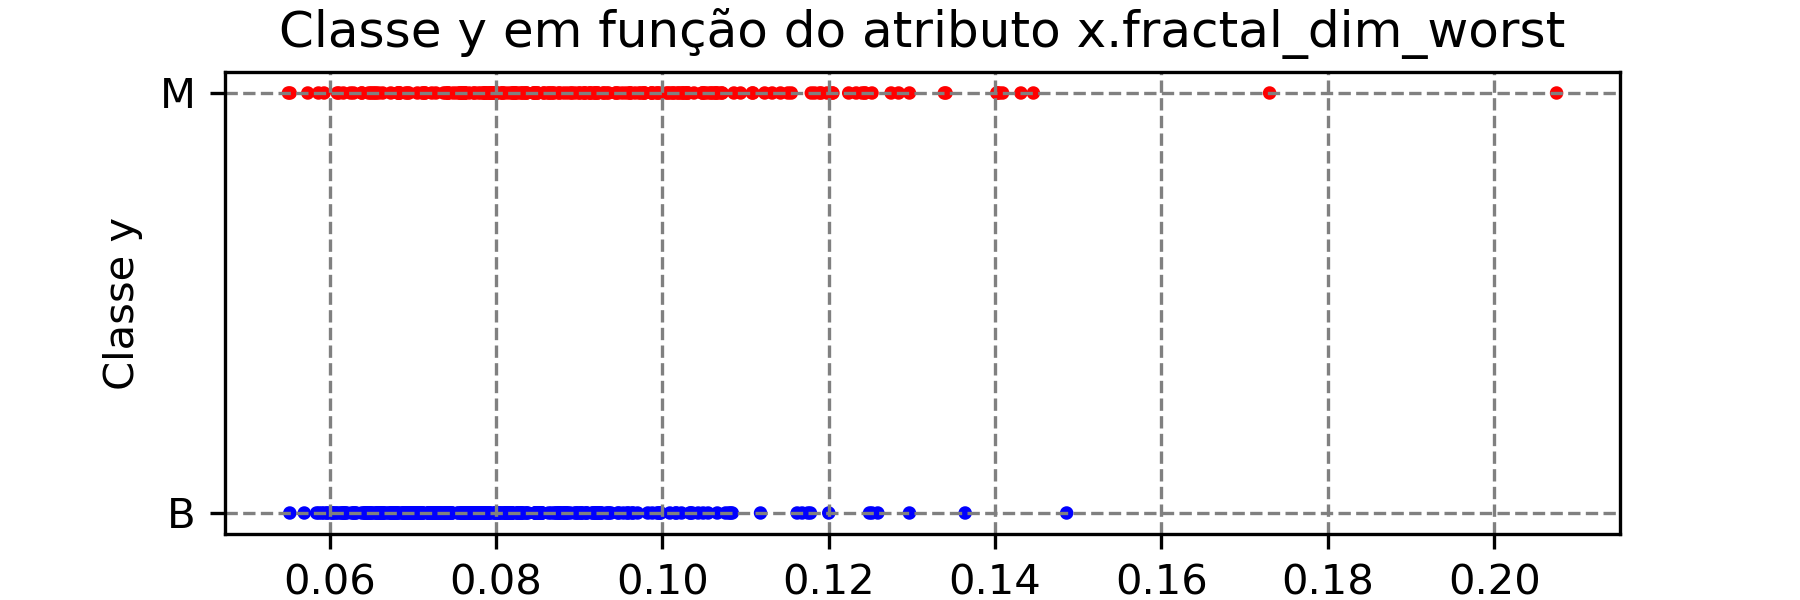 Classe y em função do atributo x.fractal_dim_worst
M
Classe y
B
0.06 0.08 0.10 0.12 0.14 0.16 0.18 0.20